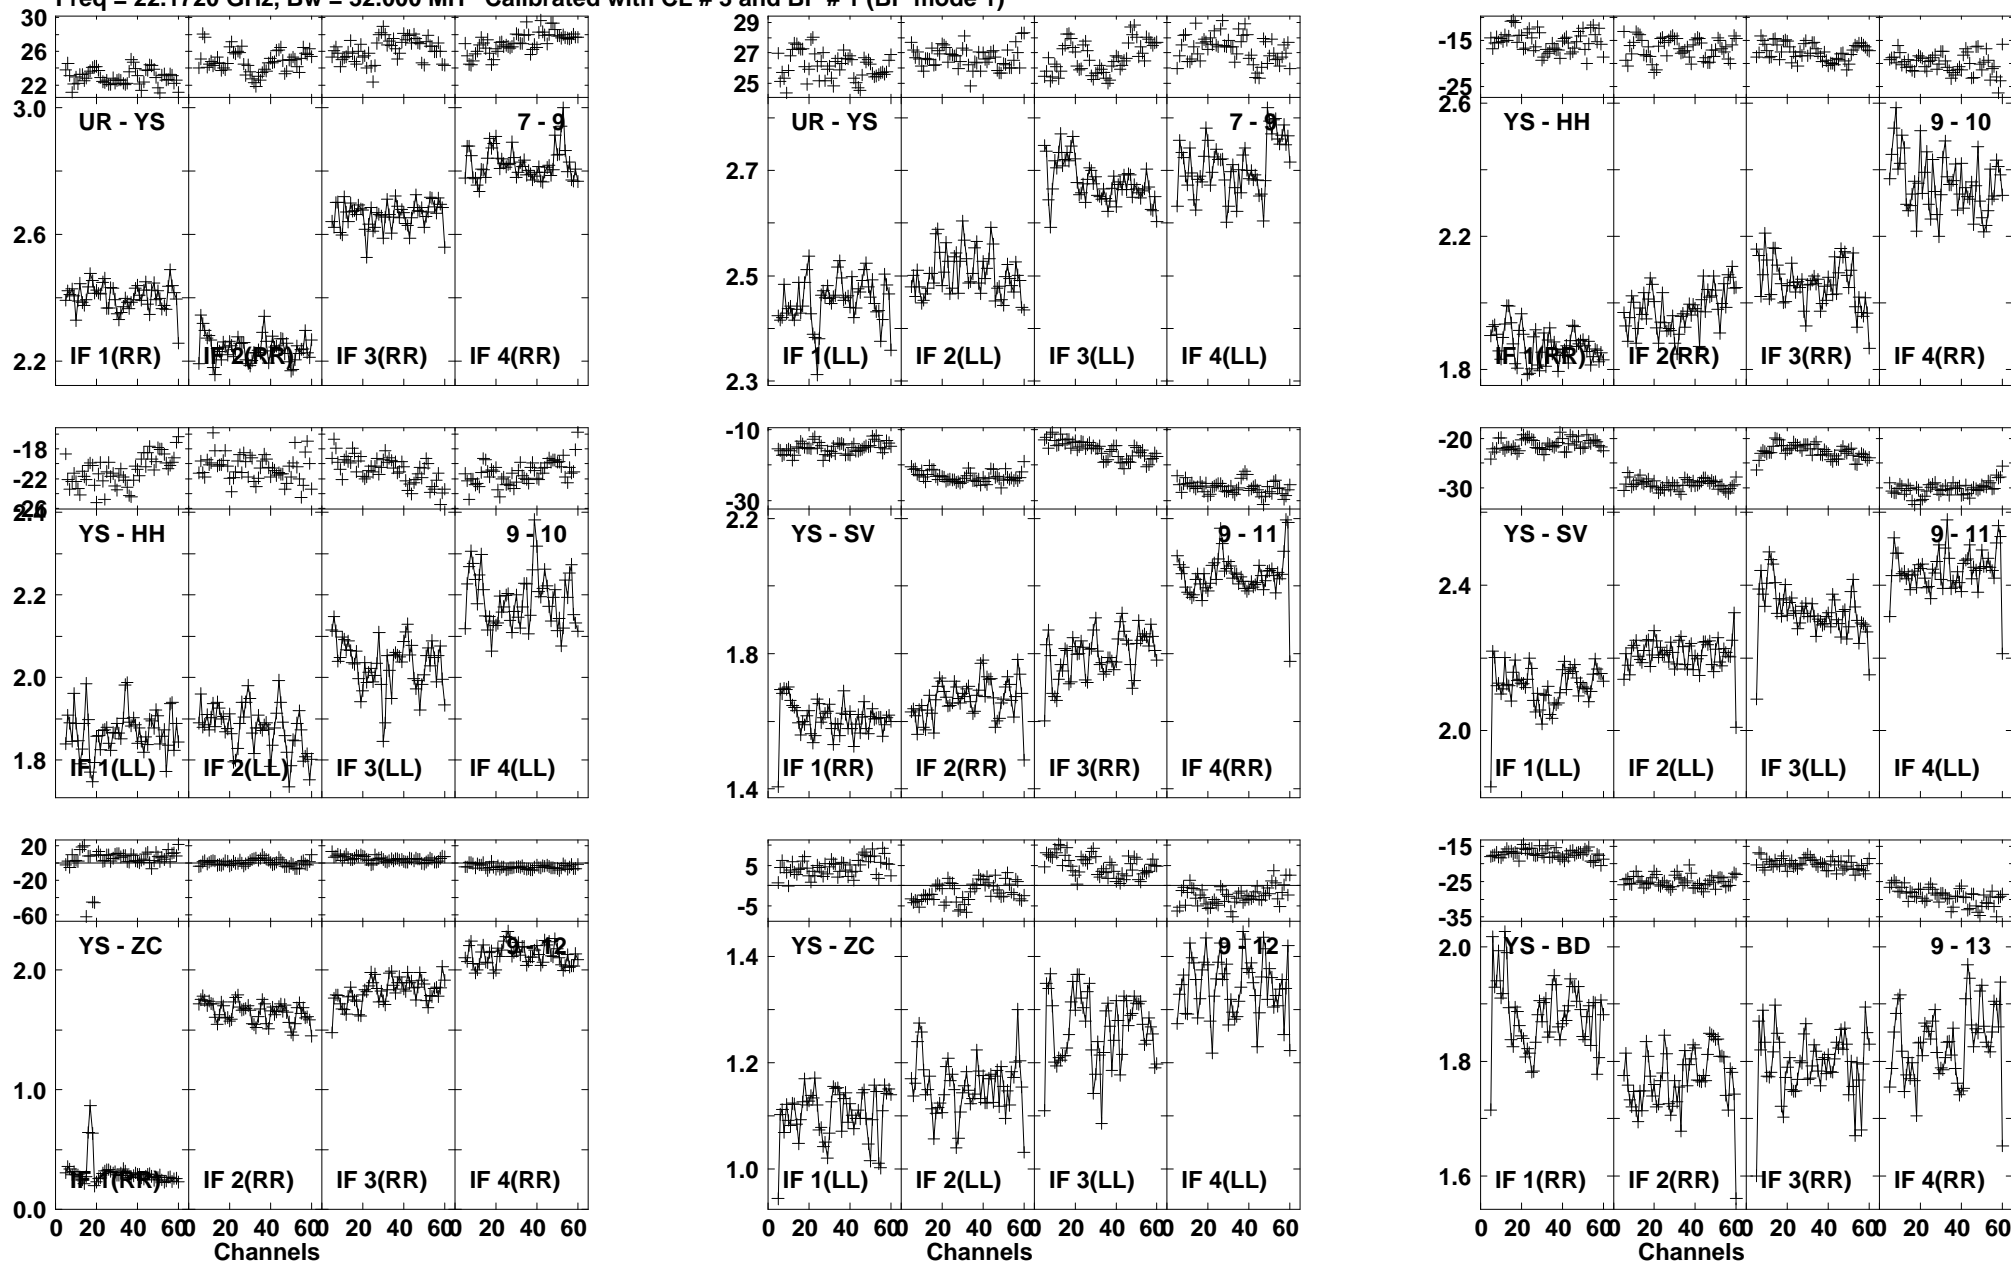 Freq = 22.1720 GHz, Bw = 32.000 MH Calibrated with CL # 3 and BP # 1 (BP mode 1)
30
26
22
29
27
25
-15
-25
3.0
2.6
2.2
UR - YS
7 - 9
IF 1(RR)
IF 2(RR)
IF 3(RR)
IF 4(RR)
2.7
2.5
2.3
UR - YS
7 - 9
IF 1(LL)
IF 2(LL)
IF 3(LL)
IF 4(LL)
2.6
2.2
1.8
YS - HH
9 - 10
IF 1(RR)
IF 2(RR)
IF 3(RR)
IF 4(RR)
-18
-22
-26
-10
-30
-20
-30
2.4
2.2
2.0
1.8
YS - HH
9 - 10
IF 1(LL)
IF 2(LL)
IF 3(LL)
IF 4(LL)
2.2
1.8
1.4
YS - SV
9 - 11
IF 1(RR)
IF 2(RR)
IF 3(RR)
IF 4(RR)
2.4
2.0
YS - SV
9 - 11
IF 1(LL)
IF 2(LL)
IF 3(LL)
IF 4(LL)
20
-20
-60
5
-5
-15
-25
-35
2.0
1.0
0.0
YS - ZC
9 - 12
IF 1(RR)
IF 2(RR)
IF 3(RR)
IF 4(RR)
0 20 40 60 0 20 40 60 0 20 40 60 0 20 40 60
Channels
1.4
1.2
1.0
YS - ZC
9 - 12
IF 1(LL)
IF 2(LL)
IF 3(LL)
IF 4(LL)
0 20 40 60 0 20 40 60 0 20 40 60 0 20 40 60
Channels
2.0
1.8
1.6
YS - BD
9 - 13
IF 1(RR)
IF 2(RR)
IF 3(RR)
IF 4(RR)
0 20 40 60 0 20 40 60 0 20 40 60 0 20 40 60
Channels